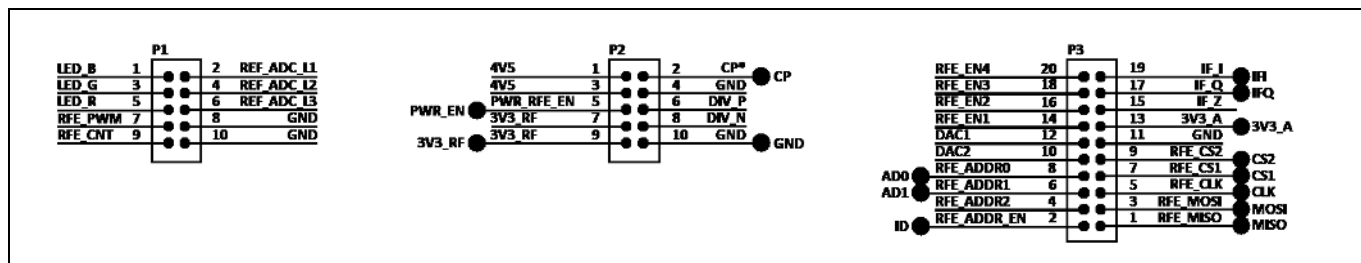 P1
LED_B 1 2 REF_ADC_L1
LED_G 3 4 REF_ADC_L2
LED_R 5 6 REF_ADC_L3
RFE_PWM 7 8 GND
RFE_CNT 9 10 GND
P2
4V5 1 2 CP* CP
4V5 3 4 GND
PWR_EN PWR_RFE_EN 5 6 DIV_P
3V3_RF 7 8 DIV_N
3V3_RF 3V3_RF 9 10 GND GND
P3
RFE_EN4 20 19 IF_I IFI
RFE_EN3 18 17 IF_Q IFQ
RFE_EN2 16 15 IF_Z
RFE_EN1 14 13 3V3_A 3V3_A
DAC1 12 11 GND
DAC2 10 9 RFE_CS2 CS2
AD0 RFE_ADDR0 8 7 RFE_CS1 CS1
AD1 RFE_ADDR1 6 5 RFE_CLK CLK
RFE_ADDR2 4 3 RFE_MOSI MOSI
ID RFE_ADDR_EN 2 1 RFE_MISO MISO